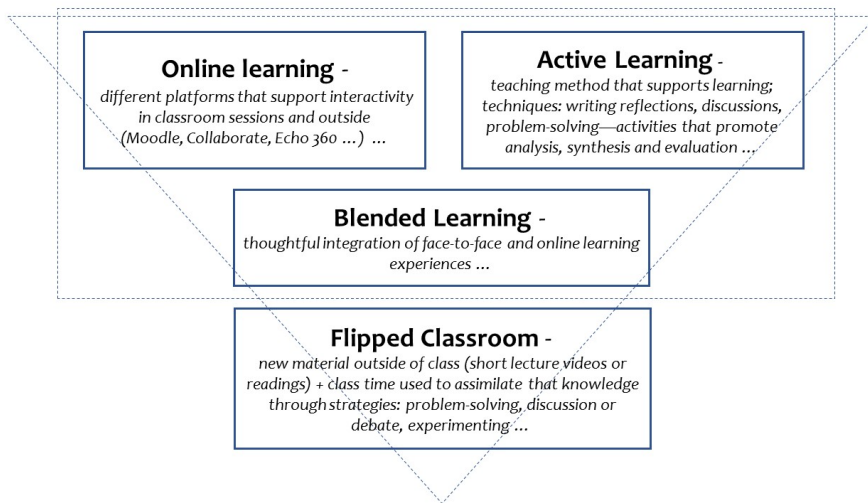 Online learning -
different platforms that support interactivity
in classroom sessions and outside
(Moodle, Collaborate, Echo 360 ...) ...
Active Learning -
teaching method that supports learning;
techniques: writing reflections, discussions,
problem-solving—activities that promote
analysis, synthesis and evaluation ...
Blended Learning -
thoughtful integration of face-to-face and online learning
experiences ...
Flipped Classroom -
new material outside of class (short lecture videos or
readings) + class time used to assimilate that knowledge
through strategies: problem-solving, discussion or
debate, experimenting ...